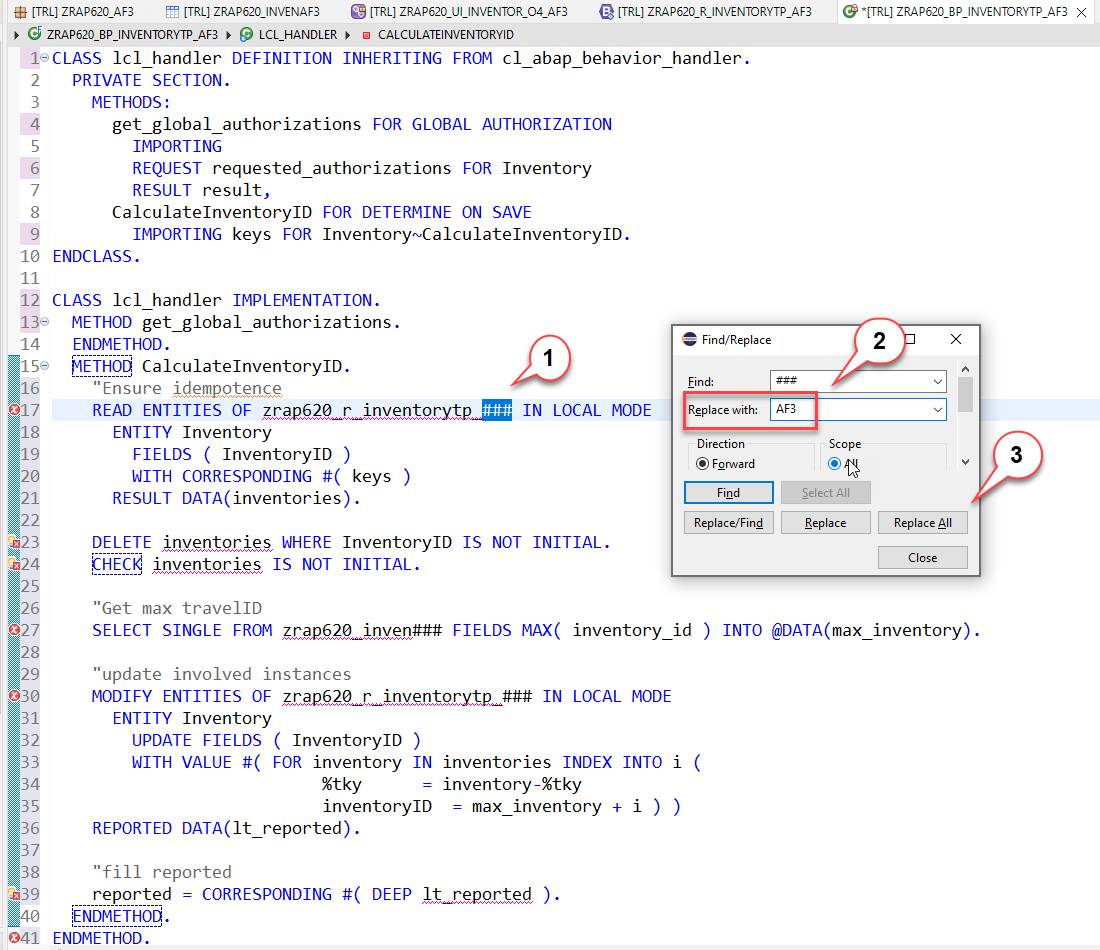 [TRL] ZRAP620_AF3 [TRL] ZRAP620_INVENAF3 [TRL] ZRAP620_UI_INVENTOR_O4_AF3 [TRL] ZRAP620_R_INVENTORYTP_AF3 *[TRL] ZRAP620_BP_INVENTORYTP_AF3
ZRAP620_BP_INVENTORYTP_AF3 LCL_HANDLER CALCULATEINVENTORYID
1 CLASS lcl_handler DEFINITION INHERITING FROM cl_abap_behavior_handler.
2 PRIVATE SECTION.
3 METHODS:
4 get_global_authorizations FOR GLOBAL AUTHORIZATION
5 IMPORTING
6 REQUEST requested_authorizations FOR Inventory
7 RESULT result,
8 CalculateInventoryID FOR DETERMINE ON SAVE
9 IMPORTING keys FOR Inventory~CalculateInventoryID.
10 ENDCLASS.
11
12 CLASS lcl_handler IMPLEMENTATION.
13 METHOD get_global_authorizations.
14 ENDMETHOD.
15 METHOD CalculateInventoryID.
16 "Ensure idempotence
17 READ ENTITIES OF zrap620_r_inventorytp_### IN LOCAL MODE
18 ENTITY Inventory
19 FIELDS ( InventoryID )
20 WITH CORRESPONDING #( keys )
21 RESULT DATA(inventories).
22
23 DELETE inventories WHERE InventoryID IS NOT INITIAL.
24 CHECK inventories IS NOT INITIAL.
25
26 "Get max travelID
27 SELECT SINGLE FROM zrap620_inven### FIELDS MAX( inventory_id ) INTO @DATA(max_inventory).
28
29 "update involved instances
30 MODIFY ENTITIES OF zrap620_r_inventorytp_### IN LOCAL MODE
31 ENTITY Inventory
32 UPDATE FIELDS ( InventoryID )
33 WITH VALUE #( FOR inventory IN inventories INDEX INTO i (
34 %tky = inventory-%tky
35 inventoryID = max_inventory + i ) )
36 REPORTED DATA(lt_reported).
37
38 "fill reported
39 reported = CORRESPONDING #( DEEP lt_reported ).
40 ENDMETHOD.
41 ENDMETHOD.
1
2
3
Find/Replace
Find: ###
Replace with: AF3
Direction Scope
Forward All
Find Select All
Replace/Find Replace Replace All
Close